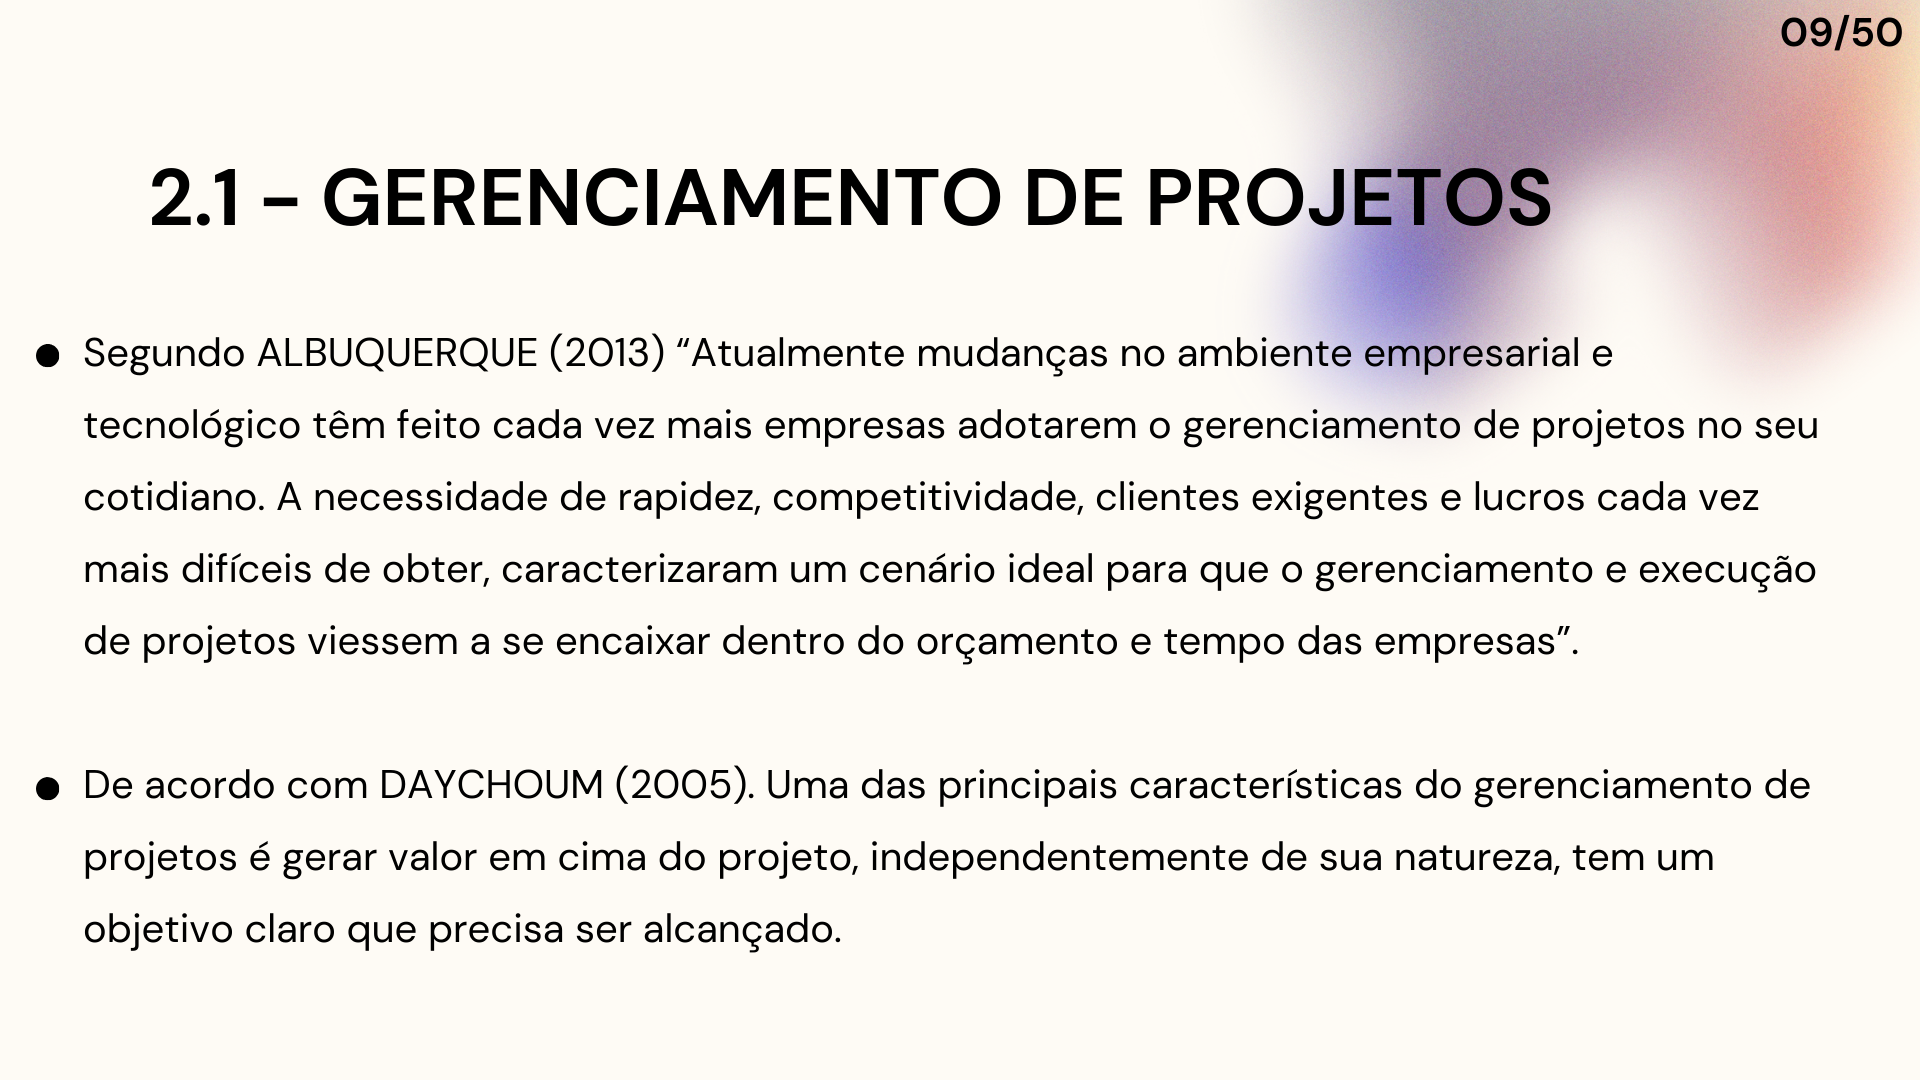 09/50
2.1 - GERENCIAMENTO DE PROJETOS
● Segundo ALBUQUERQUE (2013) “Atualmente mudanças no ambiente empresarial e
tecnológico têm feito cada vez mais empresas adotarem o gerenciamento de projetos no seu
cotidiano. A necessidade de rapidez, competitividade, clientes exigentes e lucros cada vez
mais difíceis de obter, caracterizaram um cenário ideal para que o gerenciamento e execução
de projetos viessem a se encaixar dentro do orçamento e tempo das empresas”.
● De acordo com DAYCHOUM (2005). Uma das principais características do gerenciamento de
projetos é gerar valor em cima do projeto, independentemente de sua natureza, tem um
objetivo claro que precisa ser alcançado.